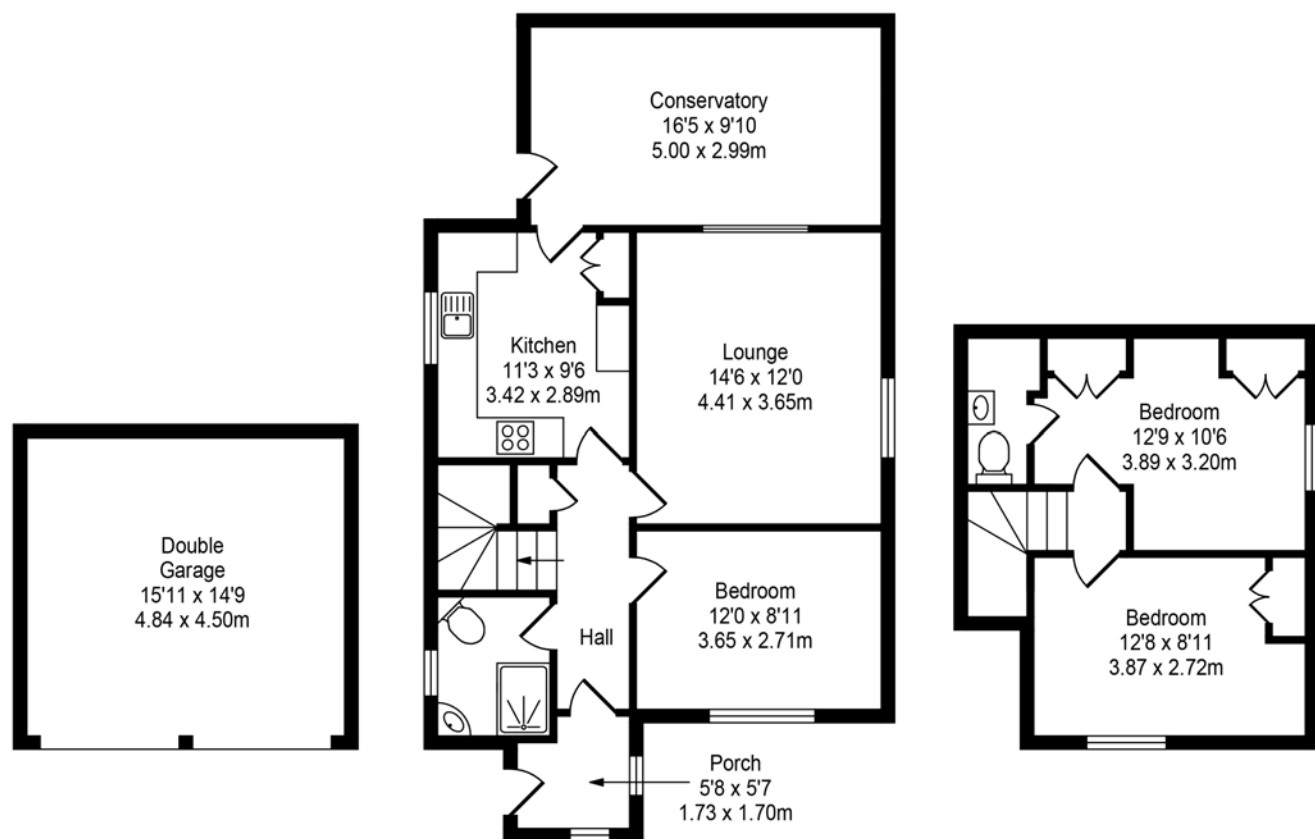 Conservatory
16'5 x 9'10
5.00 x 2.99m
Kitchen
11'3 x 9'6
3.42 x 2.89m
Lounge
14'6 x 12'0
4.41 x 3.65m
Bedroom
12'9 x 10'6
3.89 x 3.20m
Double
Garage
15'11 x 14'9
4.84 x 4.50m
Bedroom
12'0 x 8'11
3.65 x 2.71m
Hall
Bedroom
12'8 x 8'11
3.87 x 2.72m
Porch
5'8 x 5'7
1.73 x 1.70m